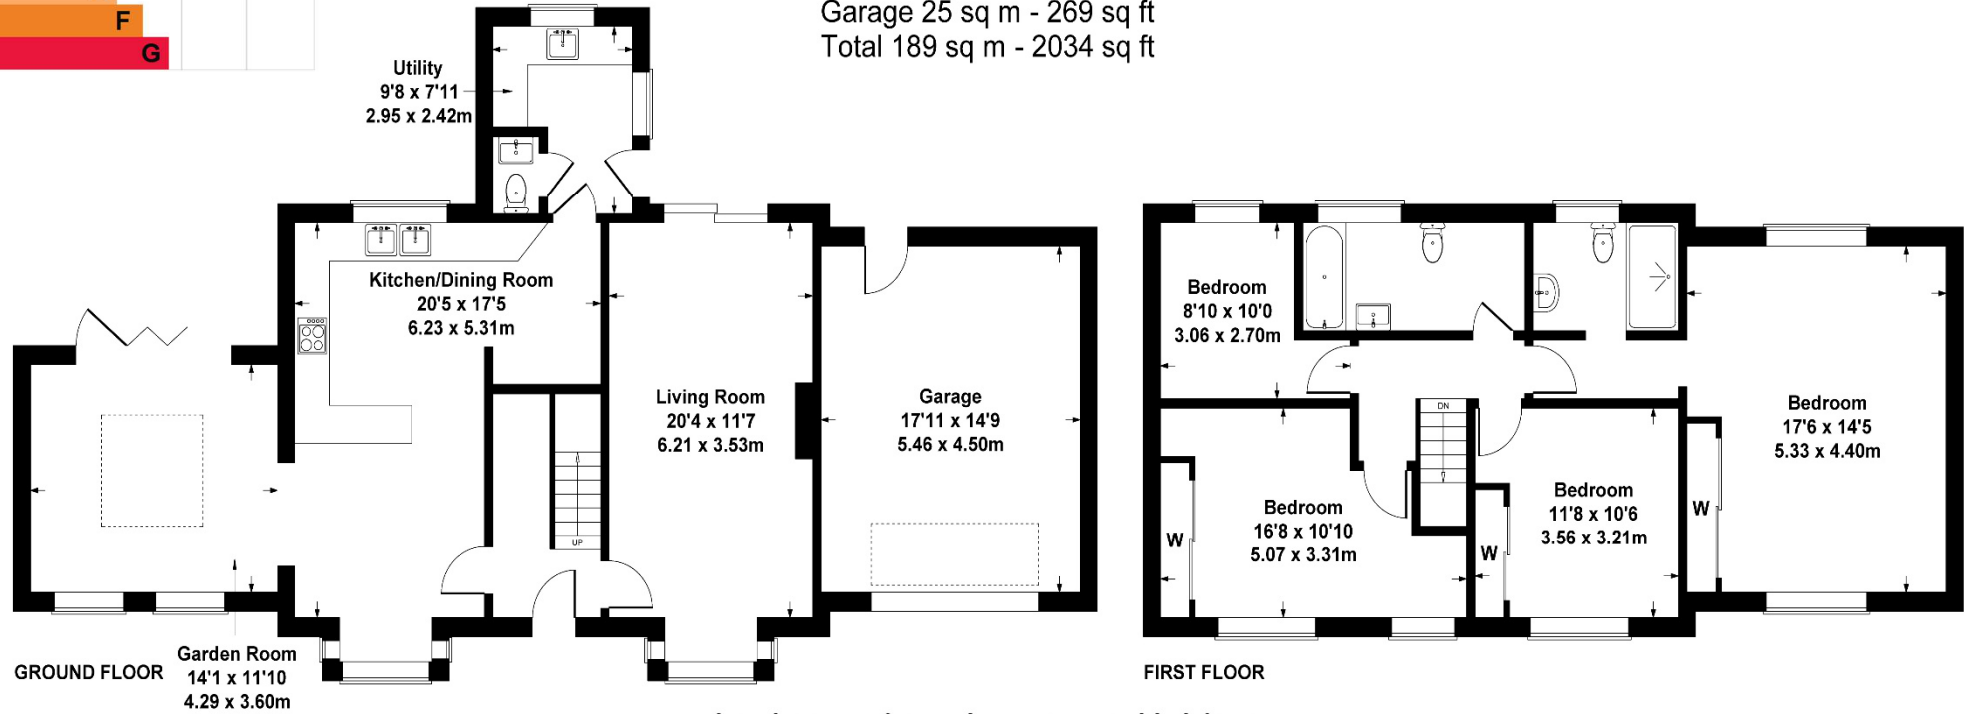 F
G
Garage 25 sq m - 269 sq ft
Total 189 sq m - 2034 sq ft
Utility
9'8 x 7'11
2.95 x 2.42m
Kitchen/Dining Room
20'5 x 17'5
6.23 x 5.31m
Living Room
20'4 x 11'7
6.21 x 3.53m
Garage
17'11 x 14'9
5.46 x 4.50m
UP
Garden Room
14'1 x 11'10
4.29 x 3.60m
GROUND FLOOR
Bedroom
8'10 x 10'0
3.06 x 2.70m
DN
Bedroom
17'6 x 14'5
5.33 x 4.40m
W
Bedroom
16'8 x 10'10
5.07 x 3.31m
W
Bedroom
11'8 x 10'6
3.56 x 3.21m
W
FIRST FLOOR